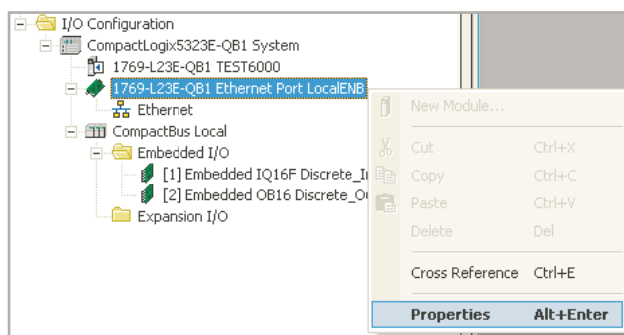 I/O Configuration
CompactLogix5323E-QB1 System
1769-L23E-QB1 TEST6000
1769-L23E-QB1 Ethernet Port LocalENB
Ethernet
CompactBus Local
Embedded I/O
[1] Embedded IQ16F Discrete_I
[2] Embedded OB16 Discrete_O
Expansion I/O
New Module...
Cut Ctrl+X
Copy Ctrl+C
Paste Ctrl+V
Delete Del
Cross Reference Ctrl+E
Properties Alt+Enter